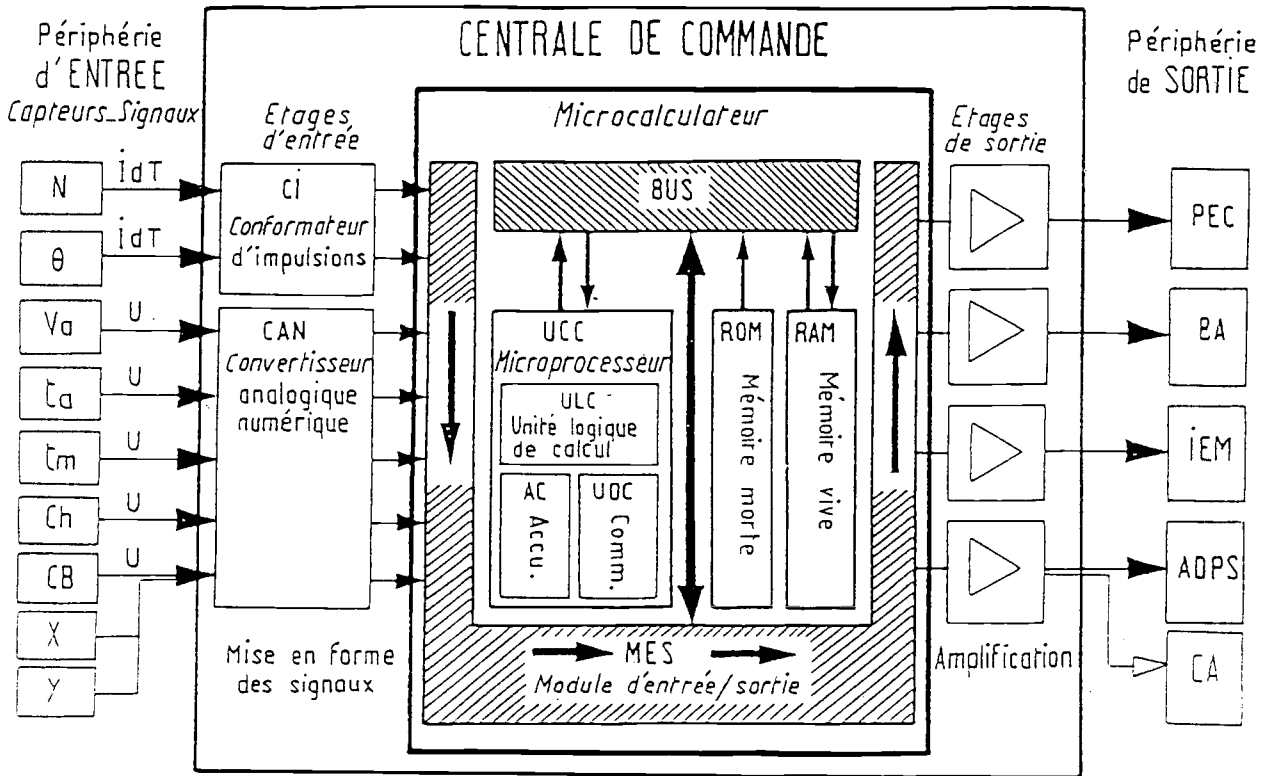 Périphérie
d'ENTREE
Capteurs_Signaux
CENTRALE DE COMMANDE
Périphérie
de SORTIE
Etages
d'entrée
Microcalculateur
Etages
de sortie
N
idT
θ
idT
Va
U
ta
U
tm
U
Ch
U
CB
U
X
Y
Ci
Conformateur
d'impulsions
CAN
Convertisseur
analogique
numérique
Mise en forme
des signaux
BUS
UCC
Microprocesseur
ULC
Unité logique
de calcul
AC
Accu.
UDC
Comm.
ROM
Mémoire morte
RAM
Mémoire vive
MES
Module d'entrée/sortie
Amplification
PEC
BA
iEM
ADPS
CA